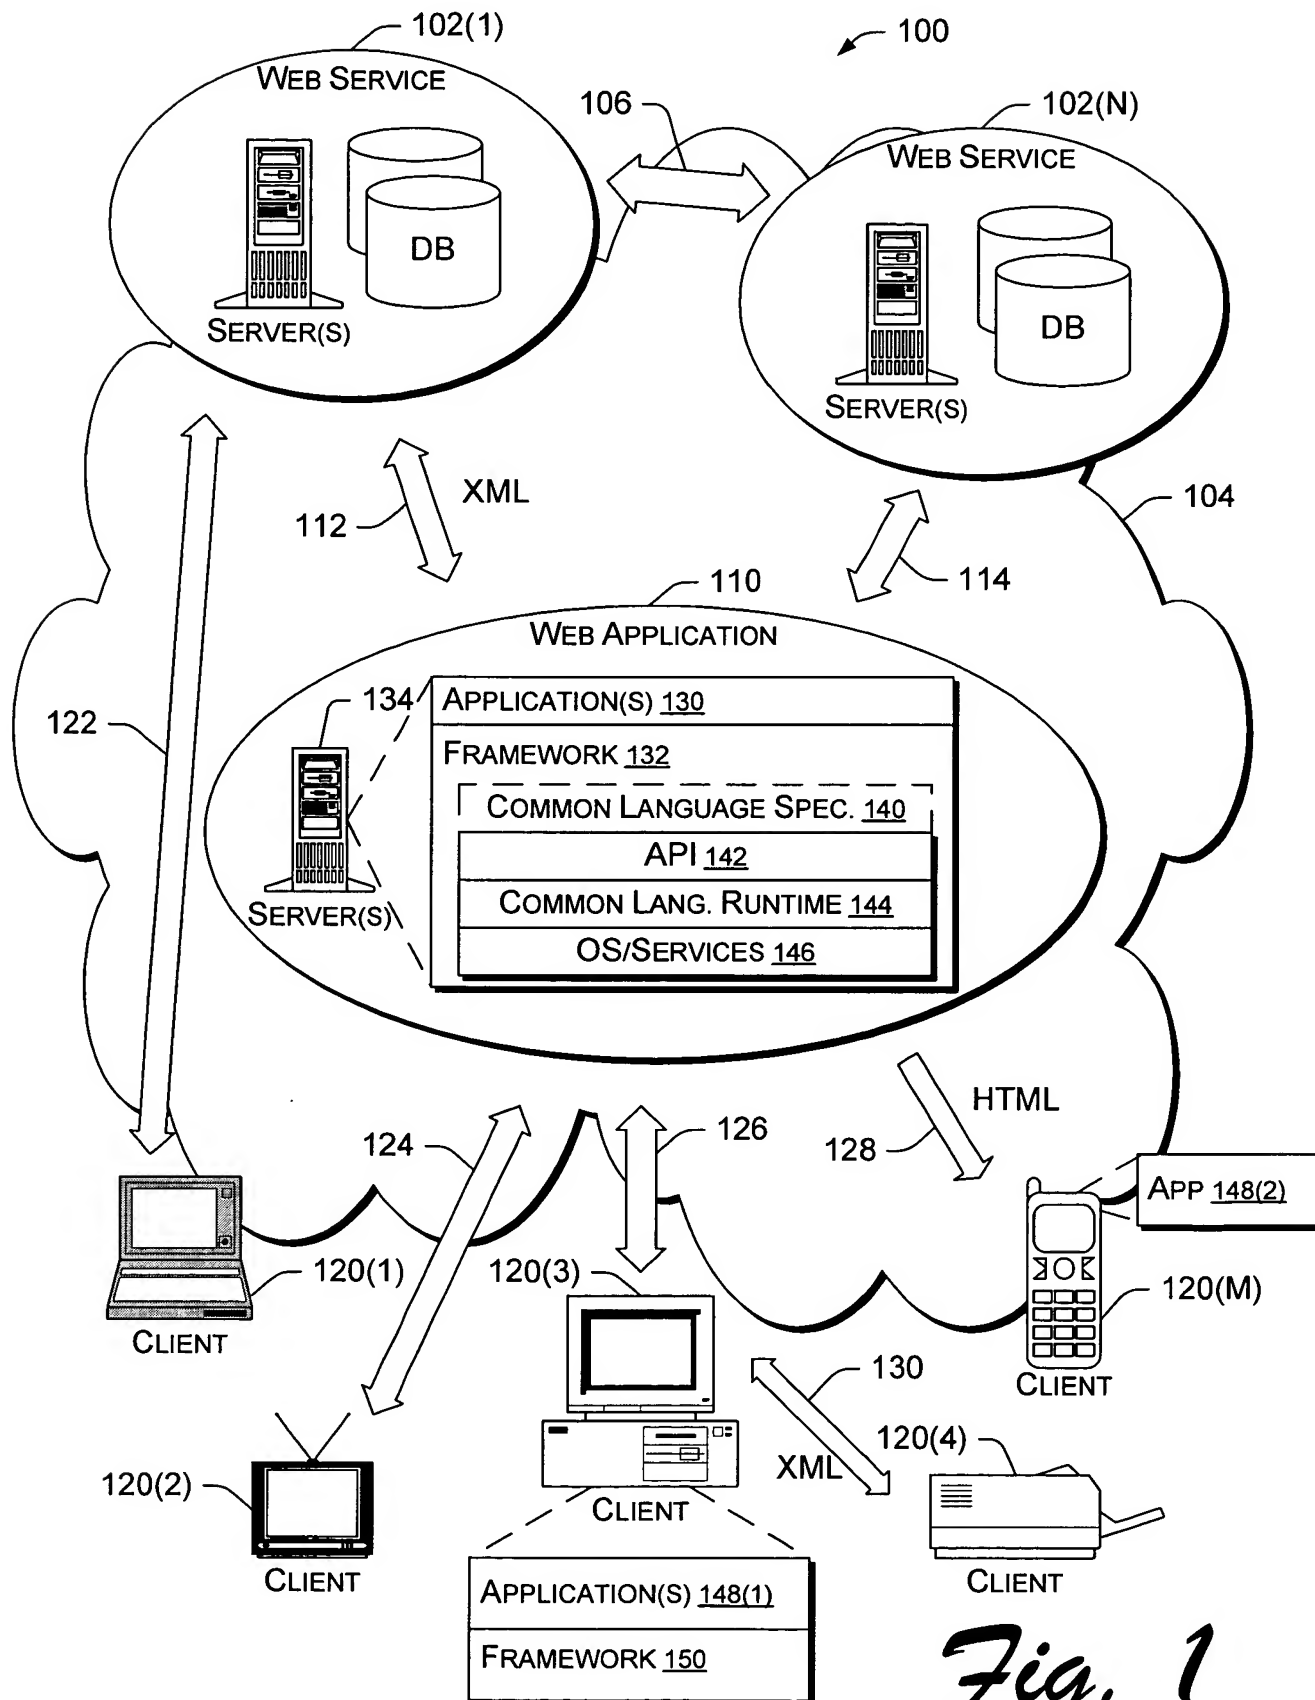 102(1)
100
WEB SERVICE
106
102(N)
WEB SERVICE
DB
SERVER(S)
DB
SERVER(S)
XML
112
104
114
110
WEB APPLICATION
134
APPLICATION(S) 130
122
FRAMEWORK 132
COMMON LANGUAGE SPEC. 140
API 142
COMMON LANG. RUNTIME 144
SERVER(S)
OS/SERVICES 146
HTML
124
126
128
APP 148(2)
120(1)
120(3)
120(M)
CLIENT
130
CLIENT
120(4)
XML
120(2)
CLIENT
CLIENT
CLIENT
APPLICATION(S) 148(1)
FRAMEWORK 150
Fig. 1